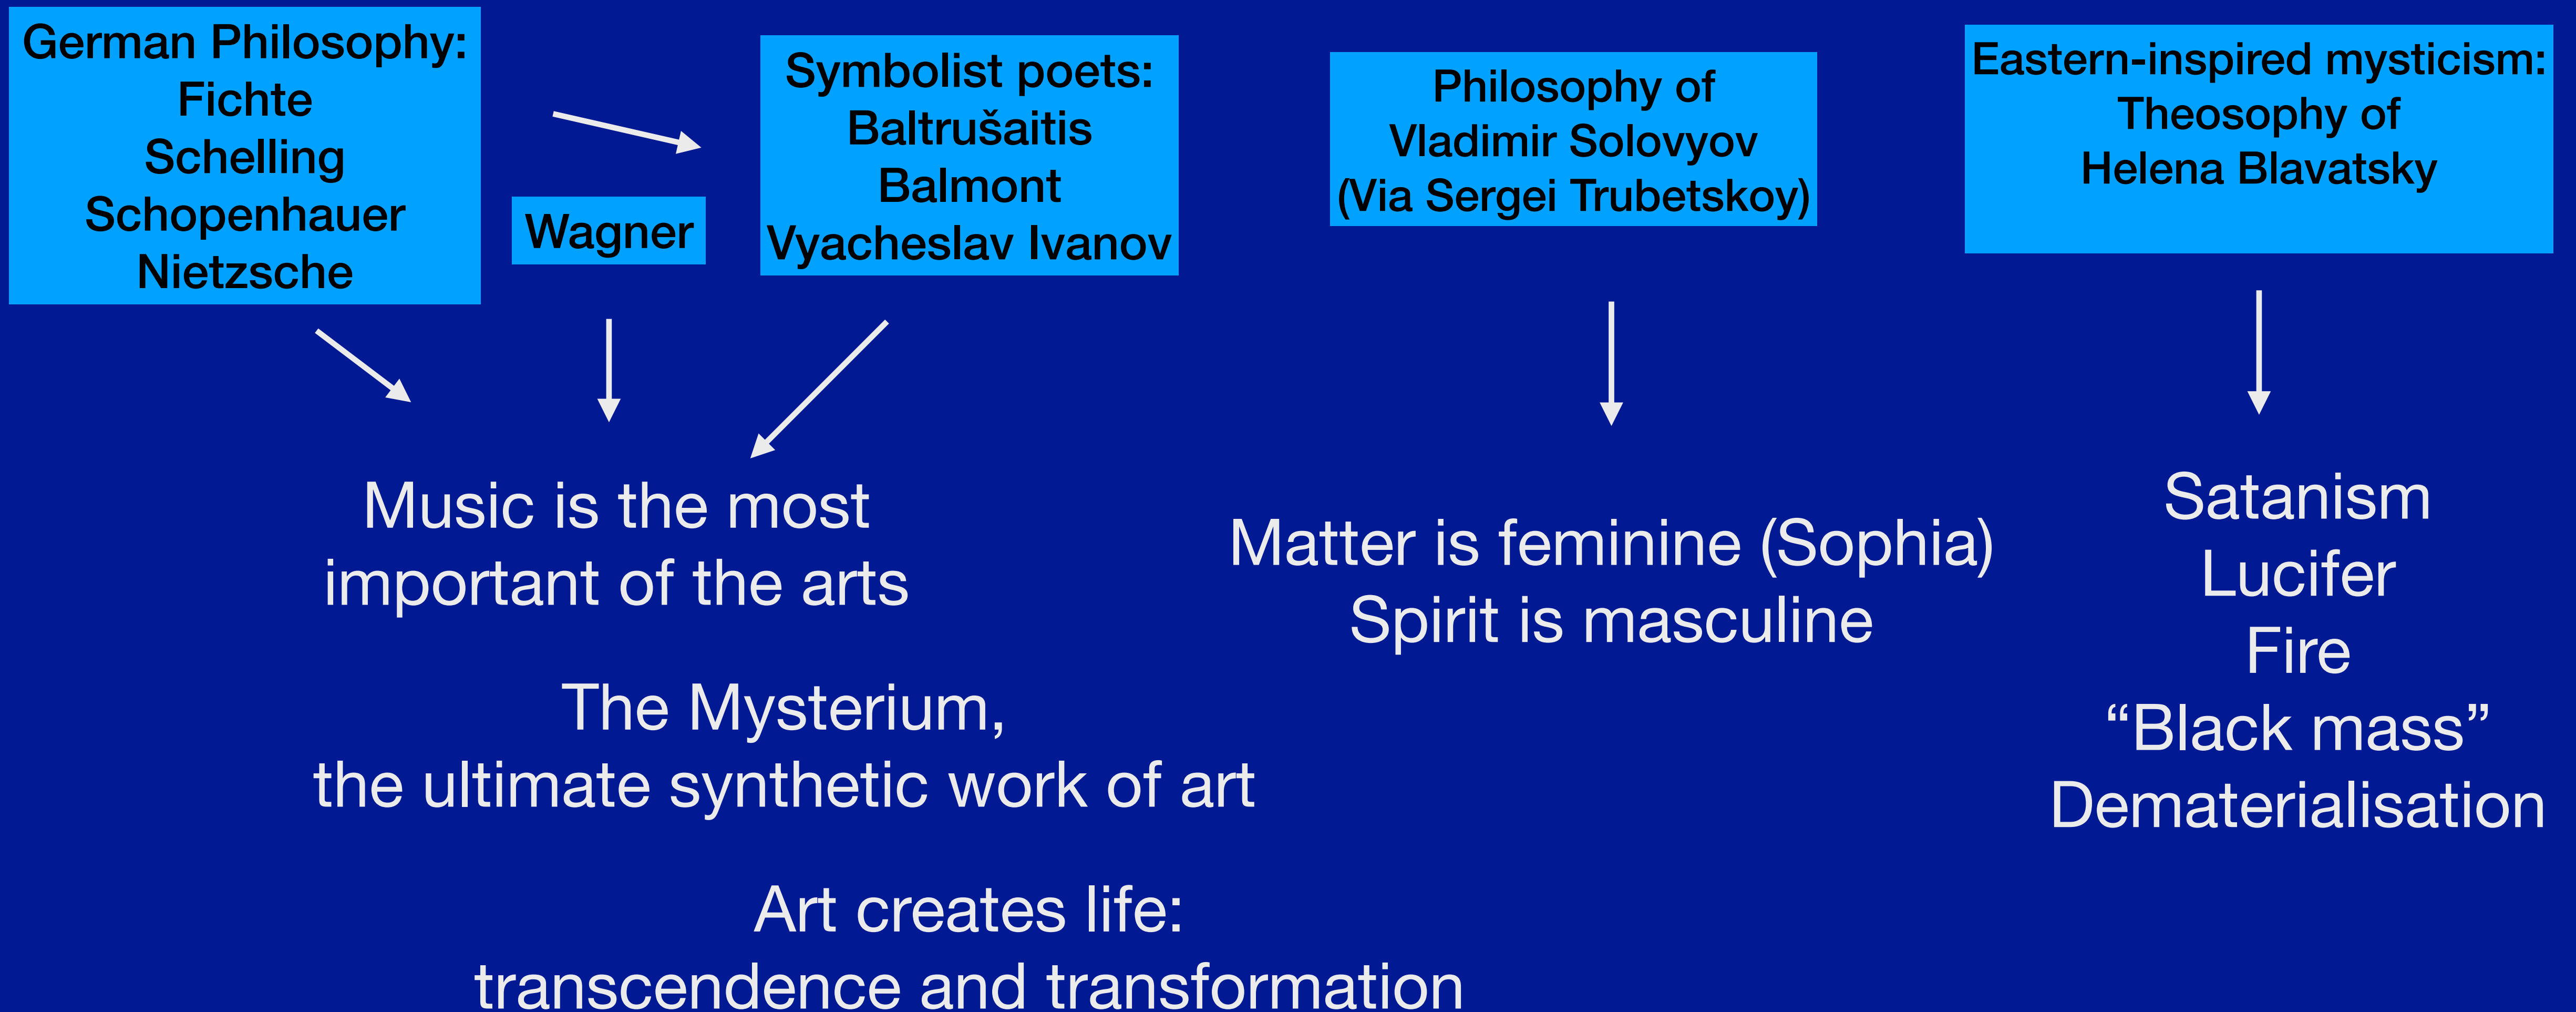 German Philosophy:
Fichte
Schelling
Schopenhauer
Nietzsche
Wagner
Symbolist poets:
Baltrušaitis
Balmont
Vyacheslav Ivanov
Philosophy of
Vladimir Solovyov
(Via Sergei Trubetskoy)
Eastern-inspired mysticism:
Theosophy of
Helena Blavatsky
Music is the most
important of the arts
The Mysterium,
the ultimate synthetic work of art
Art creates life:
transcendence and transformation
Matter is feminine (Sophia)
Spirit is masculine
Satanism
Lucifer
Fire
“Black mass”
Dematerialisation